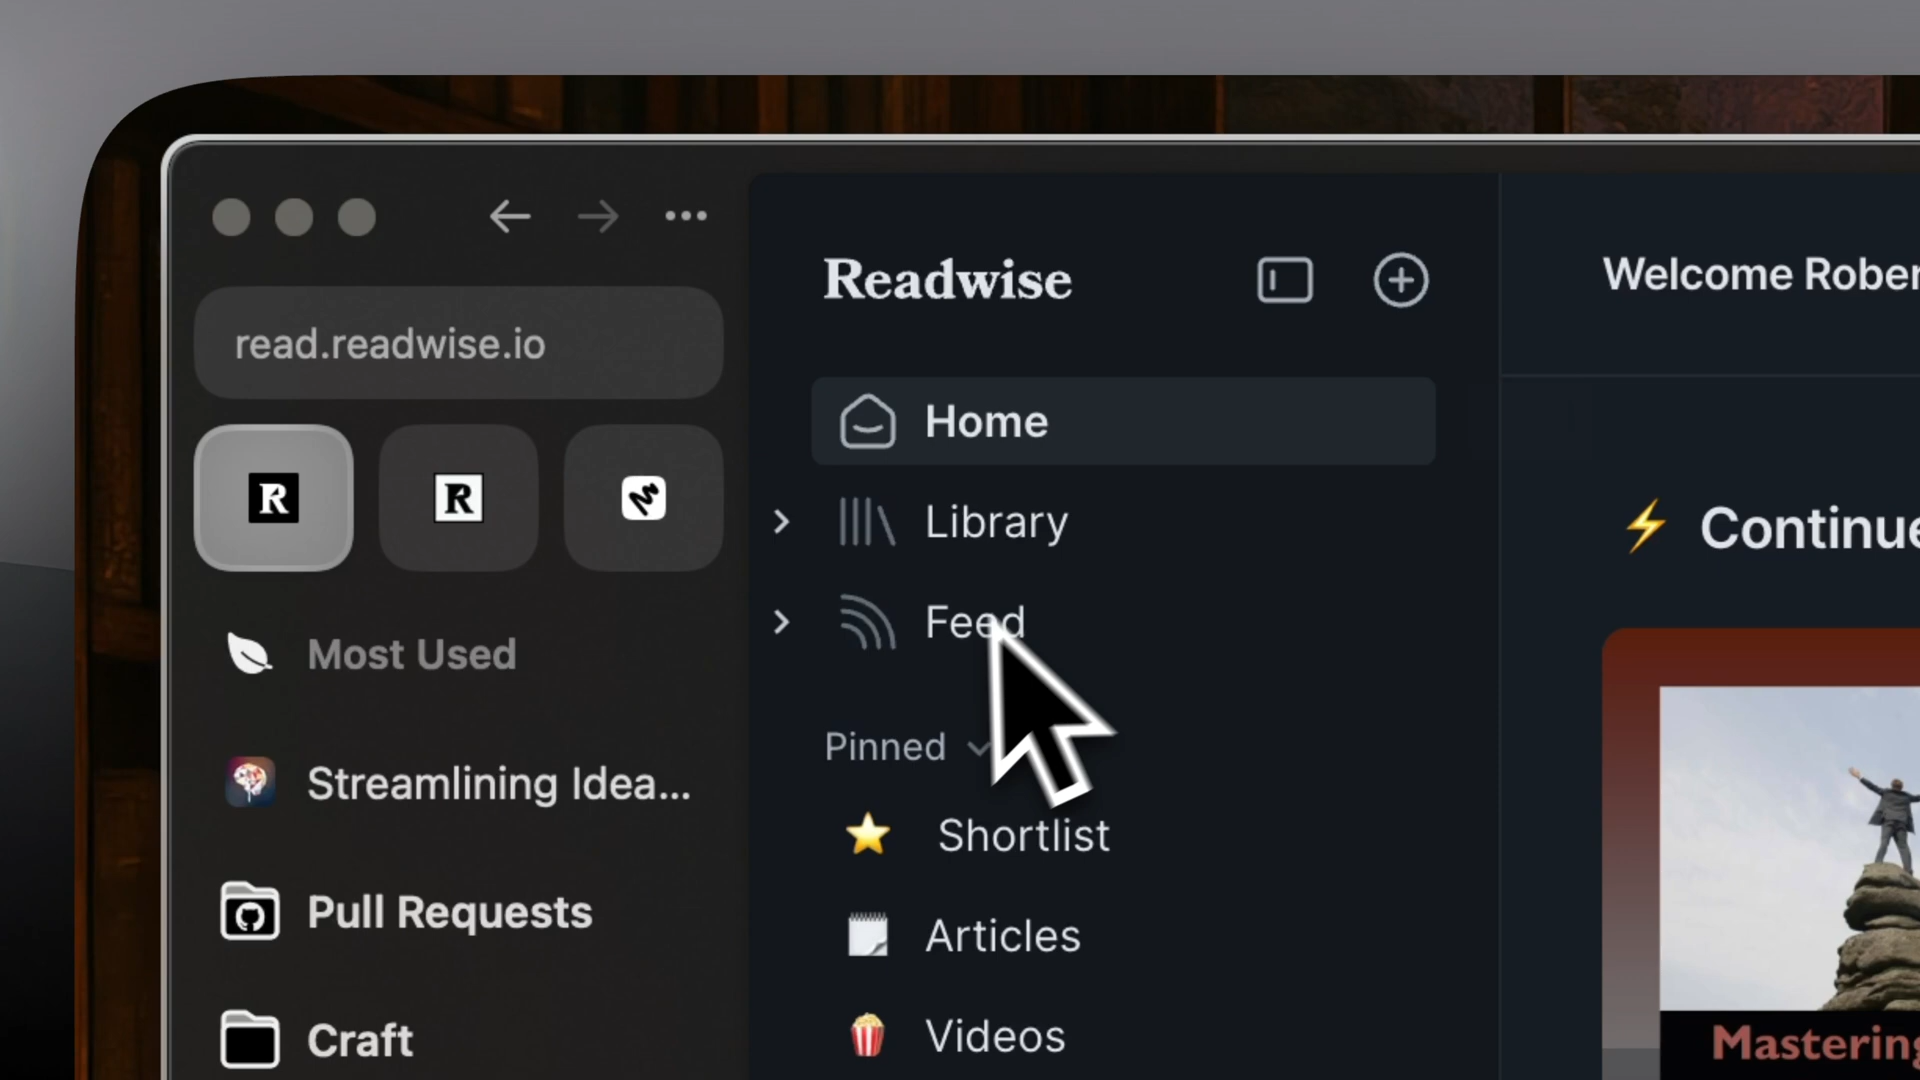 read.readwise.io
R
R
Most Used
Streamlining Idea...
Pull Requests
Craft
Readwise
Home
Library
Feed
Pinned
Shortlist
Articles
Videos
Welcome Rober
Continue
Mastering